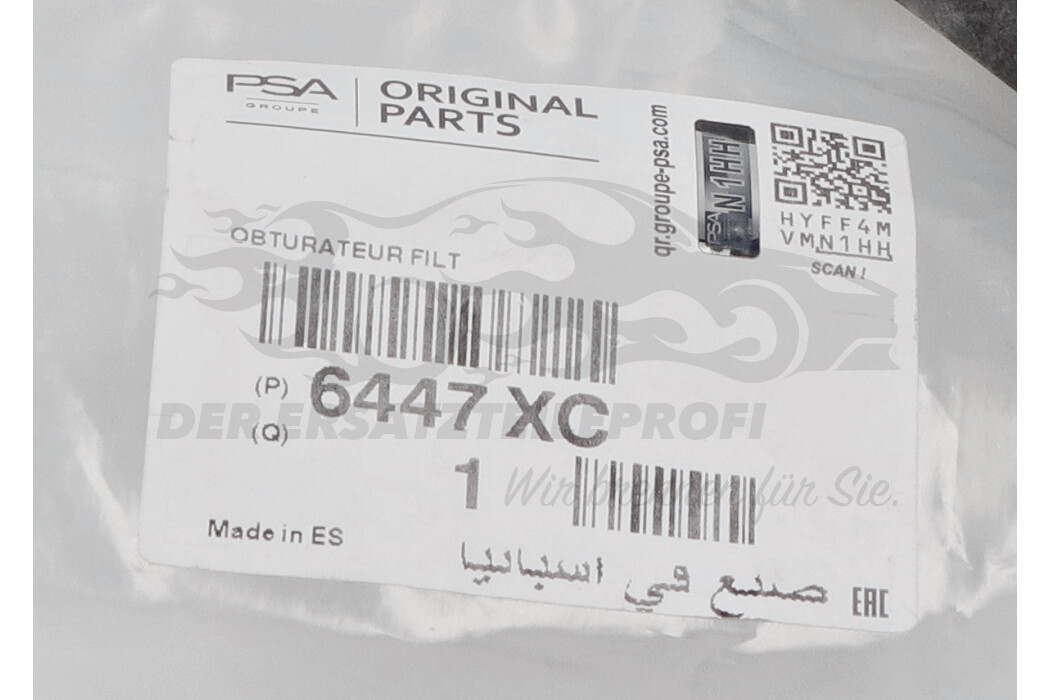 PSA
GROUPE
ORIGINAL
PARTS
qr.groupe-psa.com
PSA N1HH
HYFF4M
VMN1HH
SCAN!
OBTURATEUR FILT
(P) 6447XC
DER ERSATZTEILEPROFI
(Q) 1
Wir brennen für Sie.
Made in ES
صنع في اسبانيا
EAC